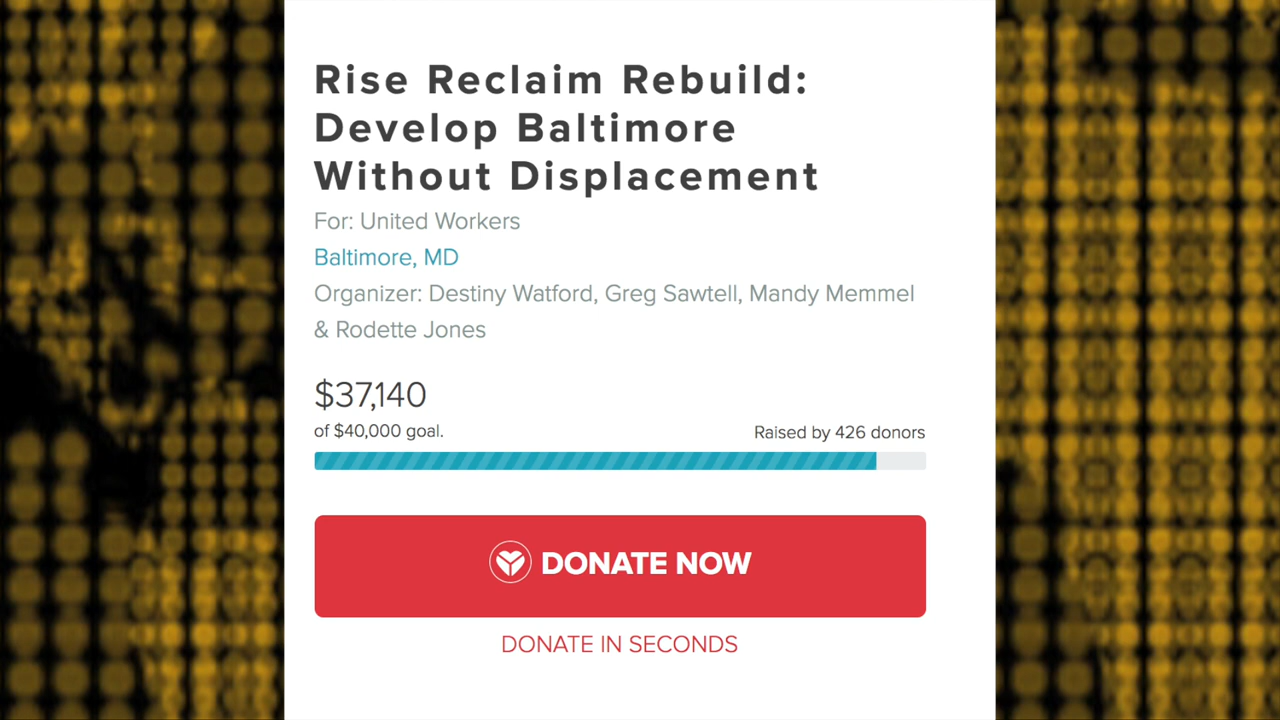 Rise Reclaim Rebuild:
Develop Baltimore
Without Displacement
For: United Workers
Baltimore, MD
Organizer: Destiny Watford, Greg Sawtell, Mandy Memmel
& Rodette Jones
$37,140
of $40,000 goal.
Raised by 426 donors
DONATE NOW
DONATE IN SECONDS